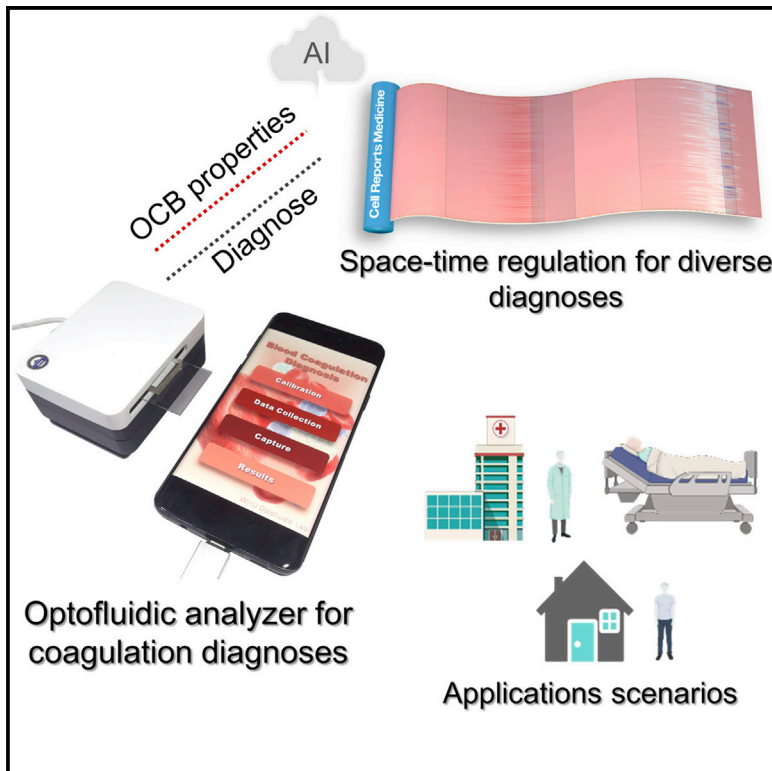 AI
OCB properties
Diagnose
Cell Reports Medicine
Space-time regulation for diverse
diagnoses
Blood Coagulation
Diagnosis
Calibration
Data Collection
Capture
Results
Optofluidic analyzer for
coagulation diagnoses
Applications scenarios